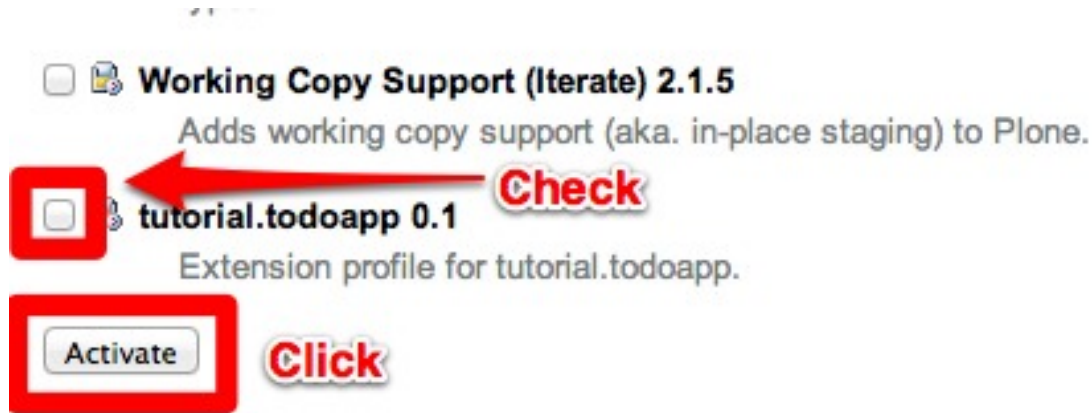 Working Copy Support (Iterate) 2.1.5
Adds working copy support (aka. in-place staging) to Plone.
Check
tutorial.todoapp 0.1
Extension profile for tutorial.todoapp.
Activate
Click